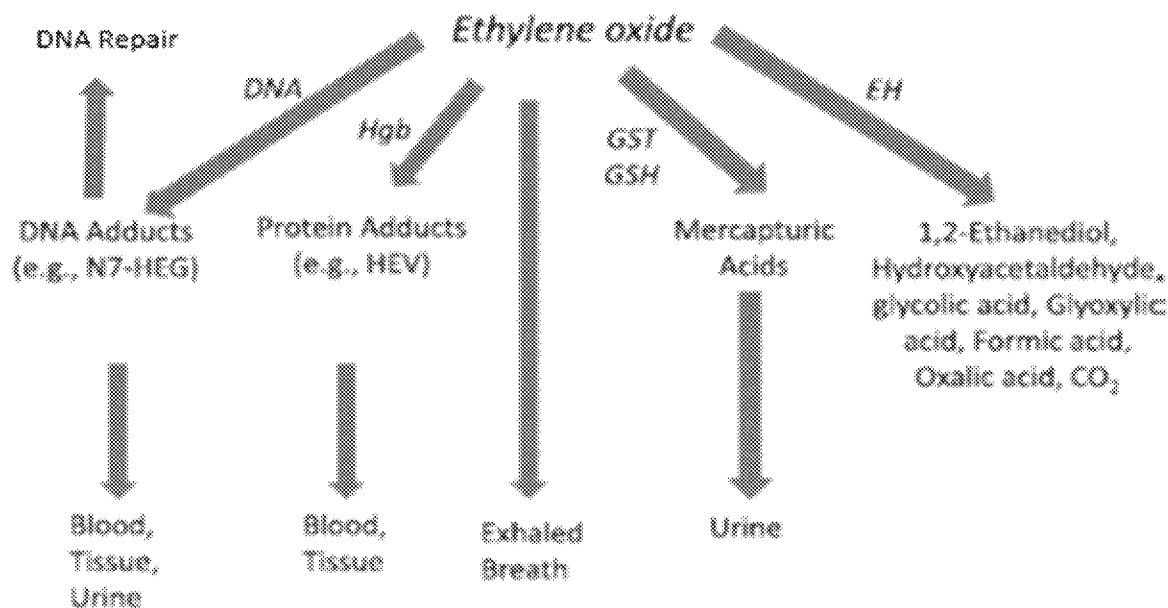 DNA Repair
Ethylene oxide
DNA
Hgb
GST
GSH
EH
DNA Adducts
(e.g., N7-HEG)
Protein Adducts
(e.g., HEV)
Mercapturic
Acids
1,2-Ethanediol,
Hydroxyacetaldehyde,
glycolic acid, Glyoxylic
acid, Formic acid,
Oxalic acid, CO₂
Blood,
Tissue,
Urine
Blood,
Tissue
Exhaled
Breath
Urine